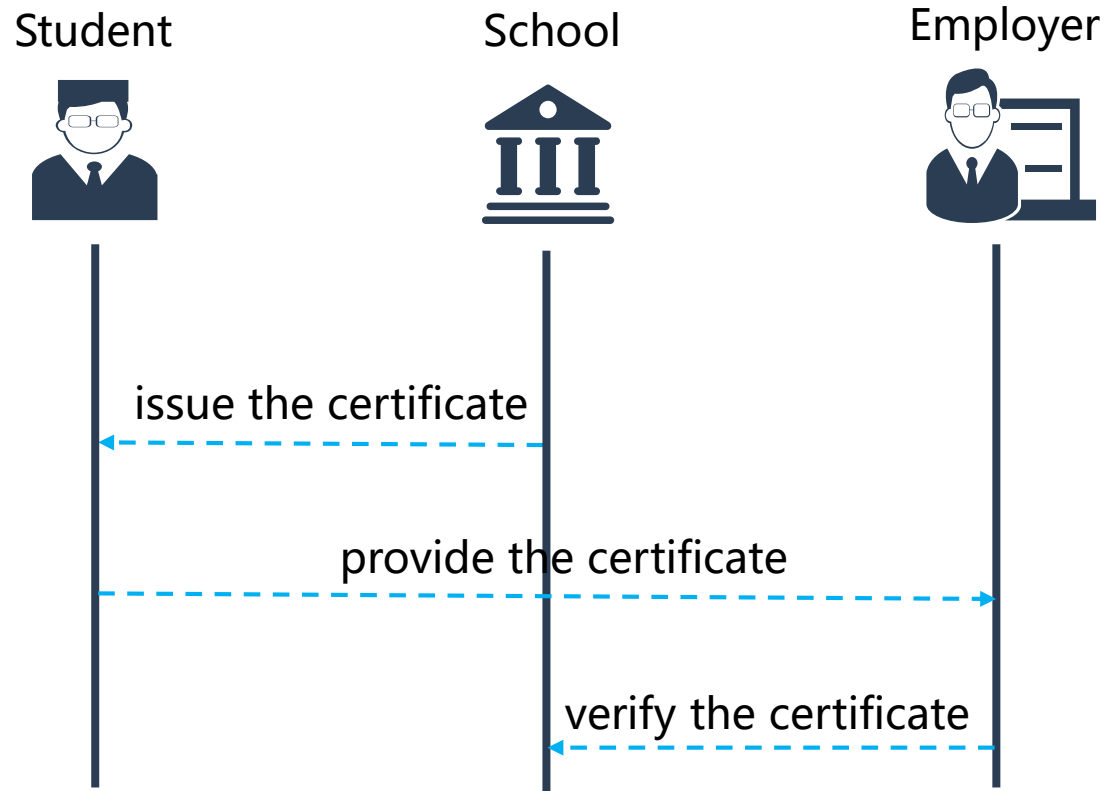 Student
School
Employer
issue the certificate
provide the certificate
verify the certificate